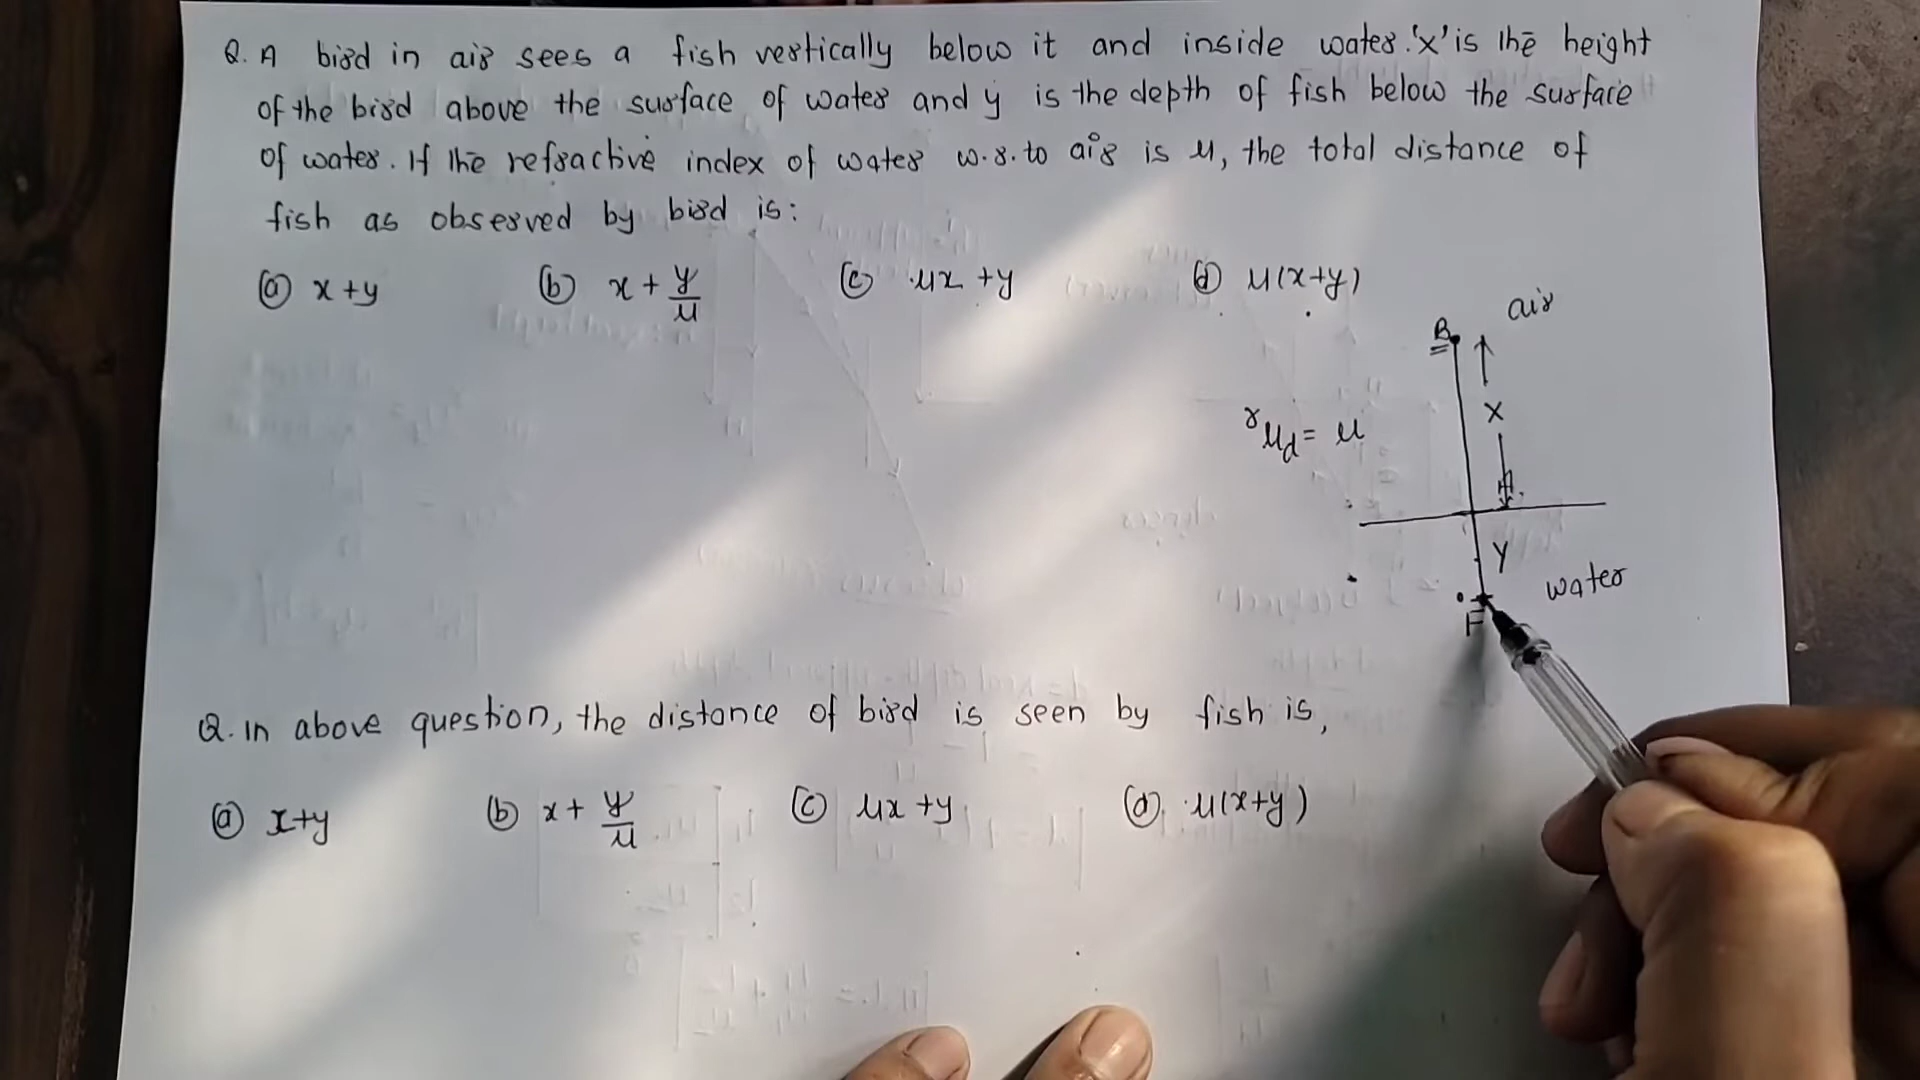 Q. A bird in air sees a fish vertically below it and inside water. 'x' is the height
of the bird above the surface of water and y is the depth of fish below the surface
of water. If the refractive index of water w.r.to air is μ, the total distance of
fish as observed by bird is:
(a) x+y (b) x + y/μ (c) μx + y (d) μ(x+y)
air
B
x
ʳμd = μ
y
water
F
Q. In above question, the distance of bird is seen by fish is,
(a) x+y (b) x + y/μ (c) μx + y (d) μ(x+y)